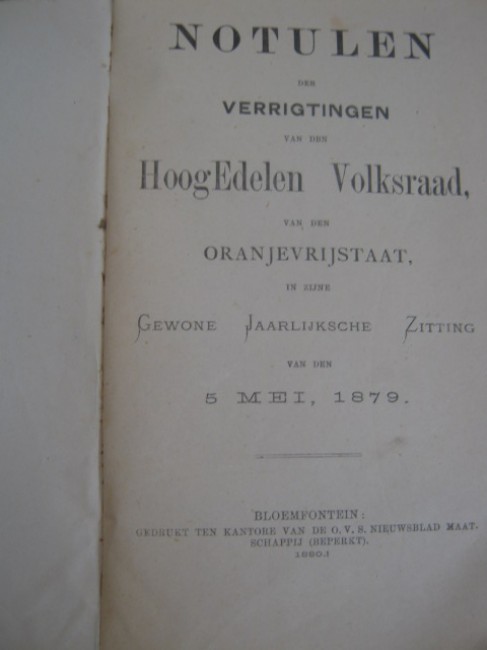 NOTULEN
DER
VERRIGTINGEN
VAN DEN
HoogEdelen Volksraad,
VAN DEN
ORANJEVRIJSTAAT,
IN ZIJNE
GEWONE JAARLIJKSCHE ZITTING
VAN DEN
5 MEI, 1879.
BLOEMFONTEIN:
GEDRUKT TEN KANTORE VAN DE O. V. S. NIEUWSBLAD MAAT.
SCHAPPIJ (BEPERKT).
1880.